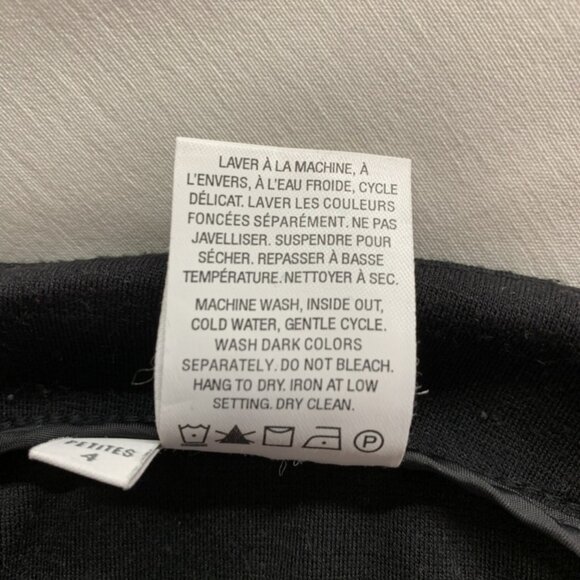 LAVER À LA MACHINE, À
L'ENVERS, À L'EAU FROIDE, CYCLE
DÉLICAT. LAVER LES COULEURS
FONCÉES SÉPARÉMENT. NE PAS
JAVELLISER. SUSPENDRE POUR
SÉCHER. REPASSER À BASSE
TEMPÉRATURE. NETTOYER À SEC.
MACHINE WASH, INSIDE OUT,
COLD WATER, GENTLE CYCLE.
WASH DARK COLORS
SEPARATELY. DO NOT BLEACH.
HANG TO DRY. IRON AT LOW
SETTING. DRY CLEAN.
P
PETITES
4